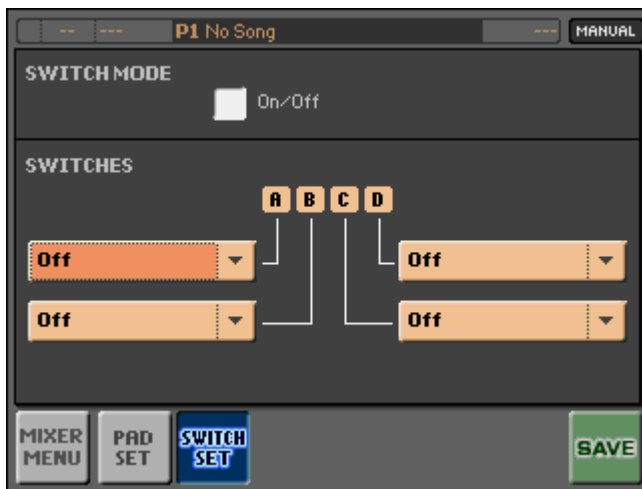 -- --- P1 No Song --- MANUAL
SWITCH MODE
On/Off
SWITCHES
A B C D
Off Off
Off Off
MIXER MENU PAD SET SWITCH SET SAVE